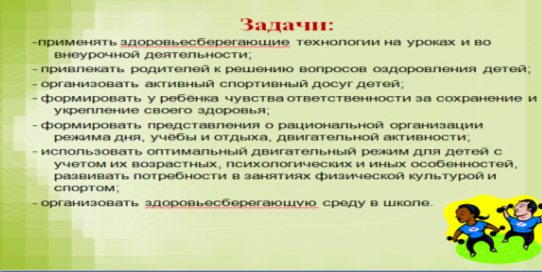 Задачи:
-применять здоровьесберегающие технологии на уроках и во
внеурочной деятельности;
- привлекать родителей к решению вопросов оздоровления детей;
- организовать активный спортивный досуг детей;
- формировать у ребёнка чувства ответственности за сохранение и
укрепление своего здоровья;
- формировать представления о рациональной организации
режима дня, учёбы и отдыха, двигательной активности;
- использовать оптимальный двигательный режим для детей с
учетом их возрастных, психологических и иных особенностей,
развивать потребности в занятиях физической культурой и
спортом;
- организовать здоровьесберегающую среду в школе.